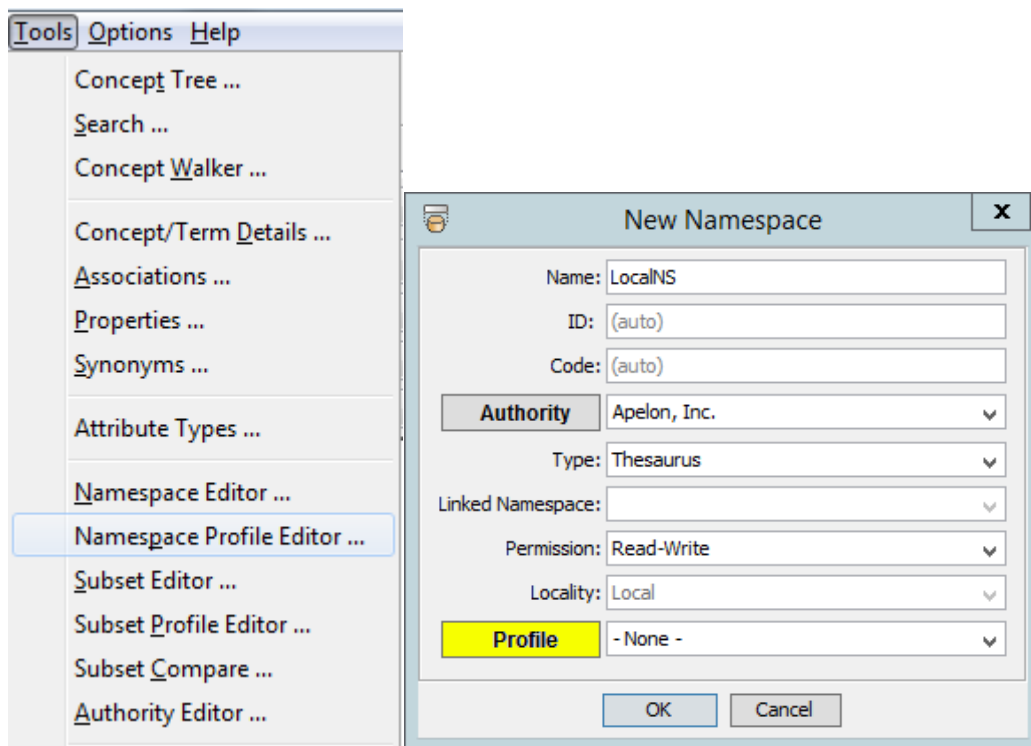 Tools Options Help
Concept Tree ...
Search ...
Concept Walker ...
Concept/Term Details ...
Associations ...
Properties ...
Synonyms ...
Attribute Types ...
Namespace Editor ...
Namespace Profile Editor ...
Subset Editor ...
Subset Profile Editor ...
Subset Compare ...
Authority Editor ...
New Namespace x
Name: LocalNS
ID: (auto)
Code: (auto)
Authority Apelon, Inc.
Type: Thesaurus
Linked Namespace:
Permission: Read-Write
Locality: Local
Profile - None -
OK Cancel